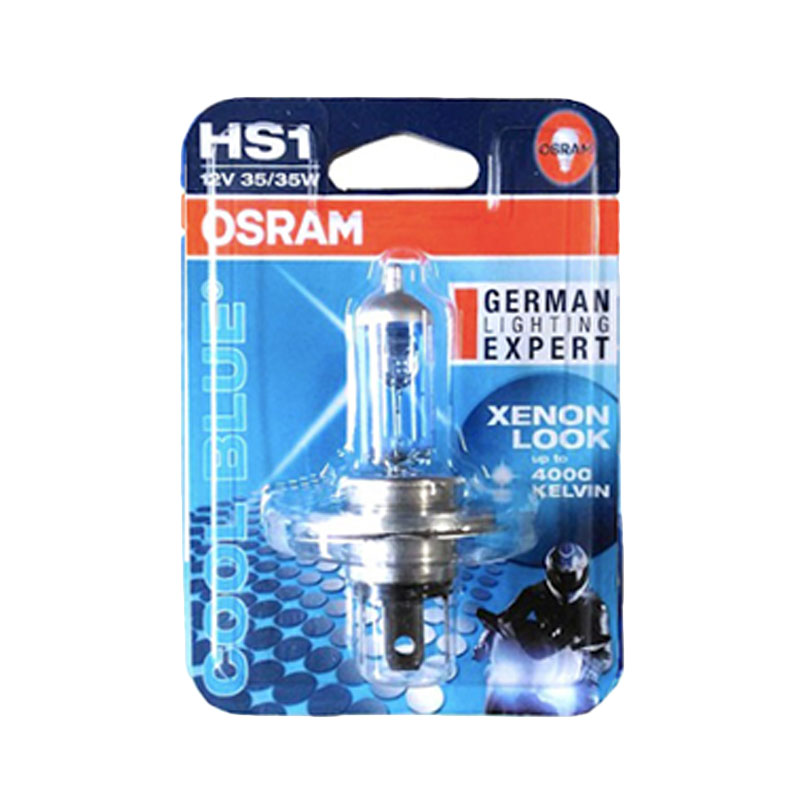 HS1
12V 35/35W
OSRAM
OSRAM
GERMAN
LIGHTING
EXPERT
COOL BLUE®
XENON
LOOK
up to
4000
KELVIN